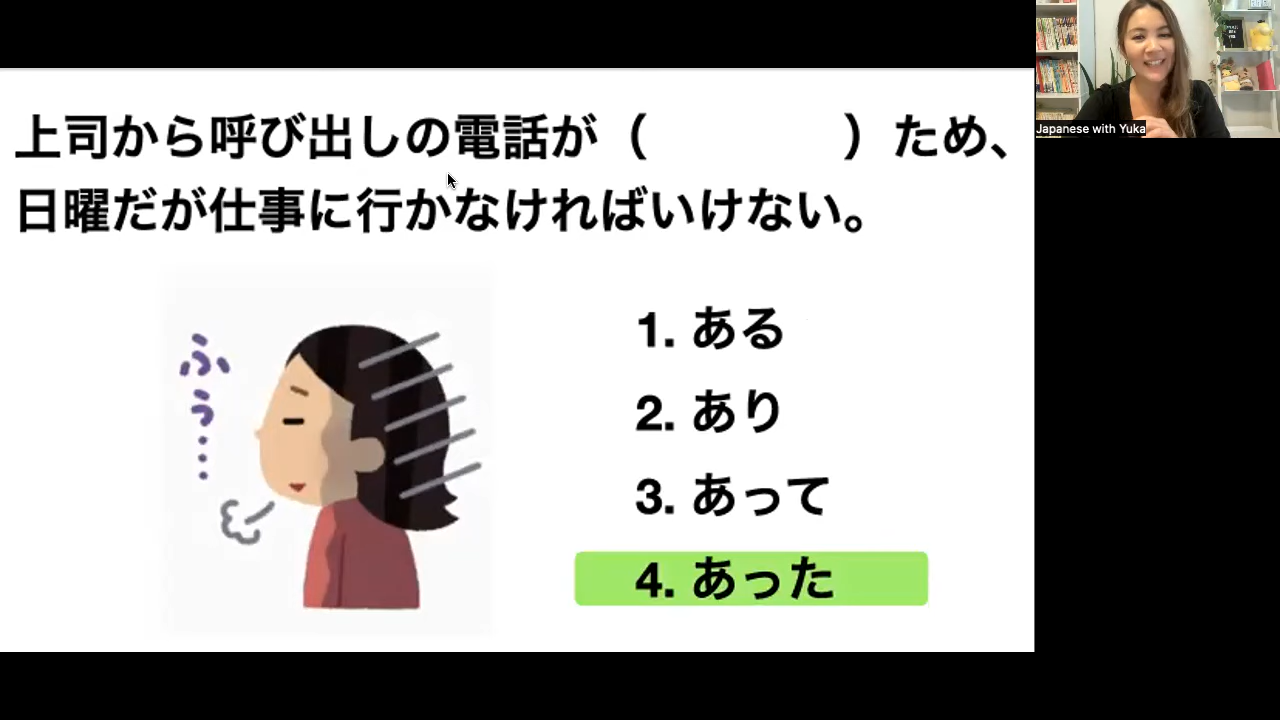 上司から呼び出しの電話が（　　　）ため、
日曜だが仕事に行かなければいけない。
ふぅ…
1. ある
2. あり
3. あって
4. あった
Japanese with Yuka